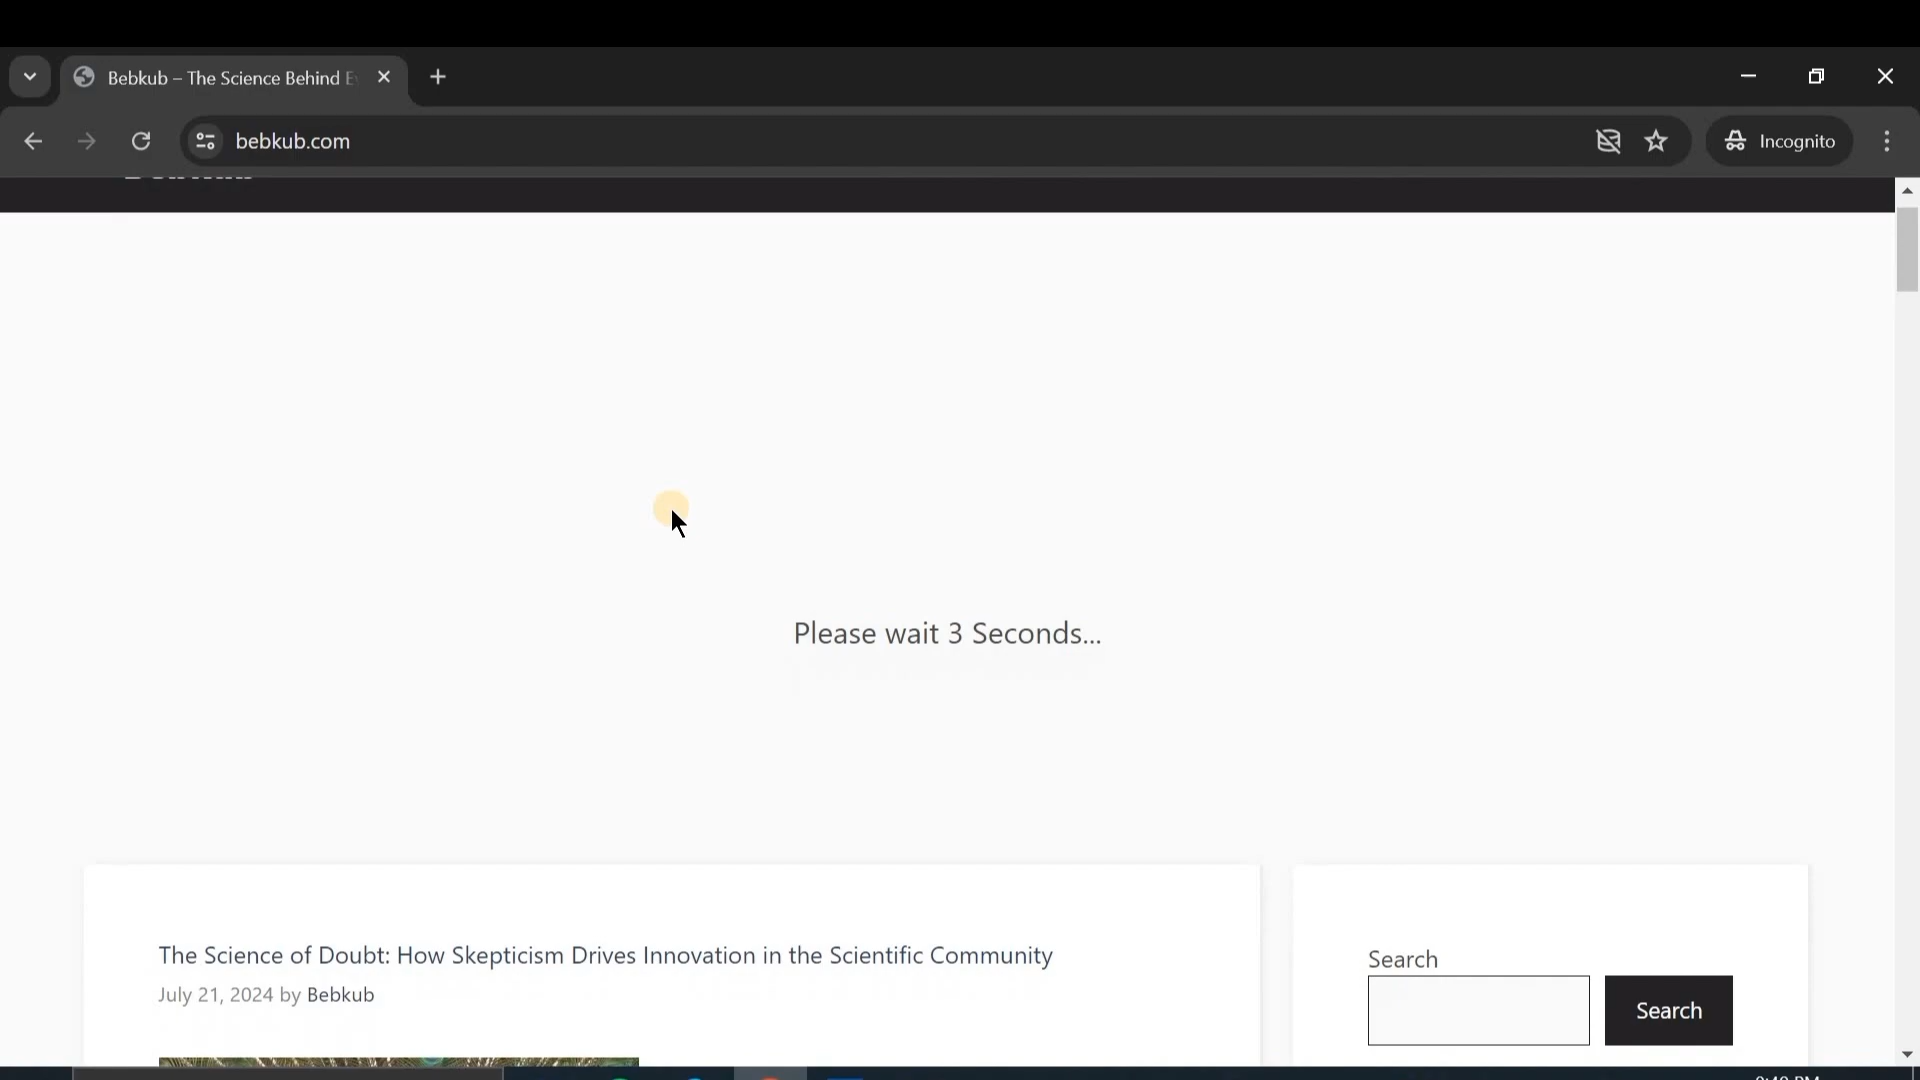 Bebkub – The Science Behind
bebkub.com
Incognito
Please wait 3 Seconds...
The Science of Doubt: How Skepticism Drives Innovation in the Scientific Community
July 21, 2024 by Bebkub
Search
Search